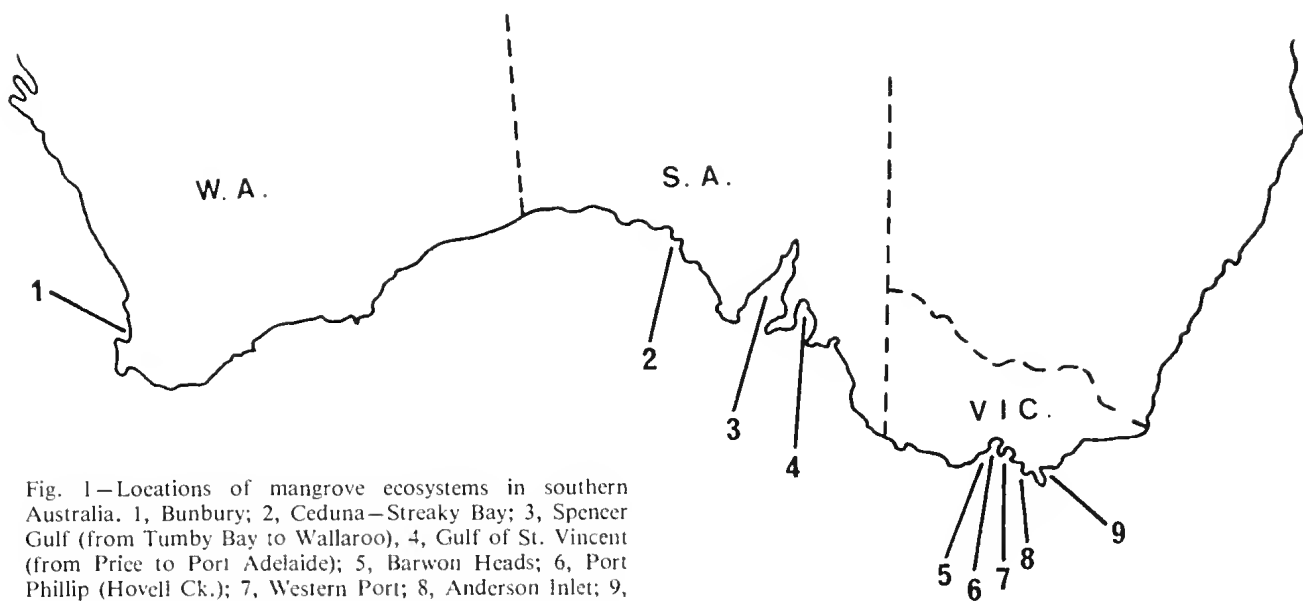 W. A.
S. A.
VIC.
1
2
3
4
5
6
7
8
9
Fig. 1—Locations of mangrove ecosystems in southern
Australia. 1, Bunbury; 2, Ceduna—Streaky Bay; 3, Spencer
Gulf (from Tumby Bay to Wallaroo), 4, Gulf of St. Vincent
(from Price to Port Adelaide); 5, Barwon Heads; 6, Port
Phillip (Hovell Ck.); 7, Western Port; 8, Anderson Inlet; 9,